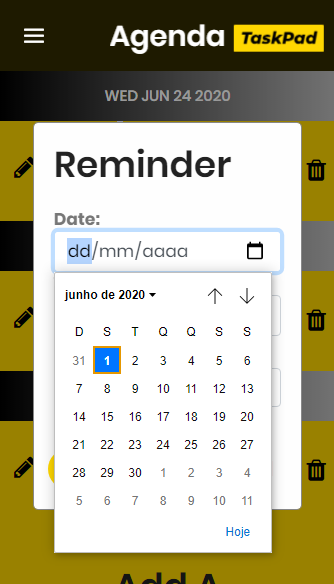 Agenda TaskPad
WED JUN 24 2020
Reminder
Date:
dd/mm/aaaa
junho de 2020
D S T Q Q S S
31 1 2 3 4 5 6
7 8 9 10 11 12 13
14 15 16 17 18 19 20
21 22 23 24 25 26 27
28 29 30 1 2 3 4
5 6 7 8 9 10 11
Hoje
Add A